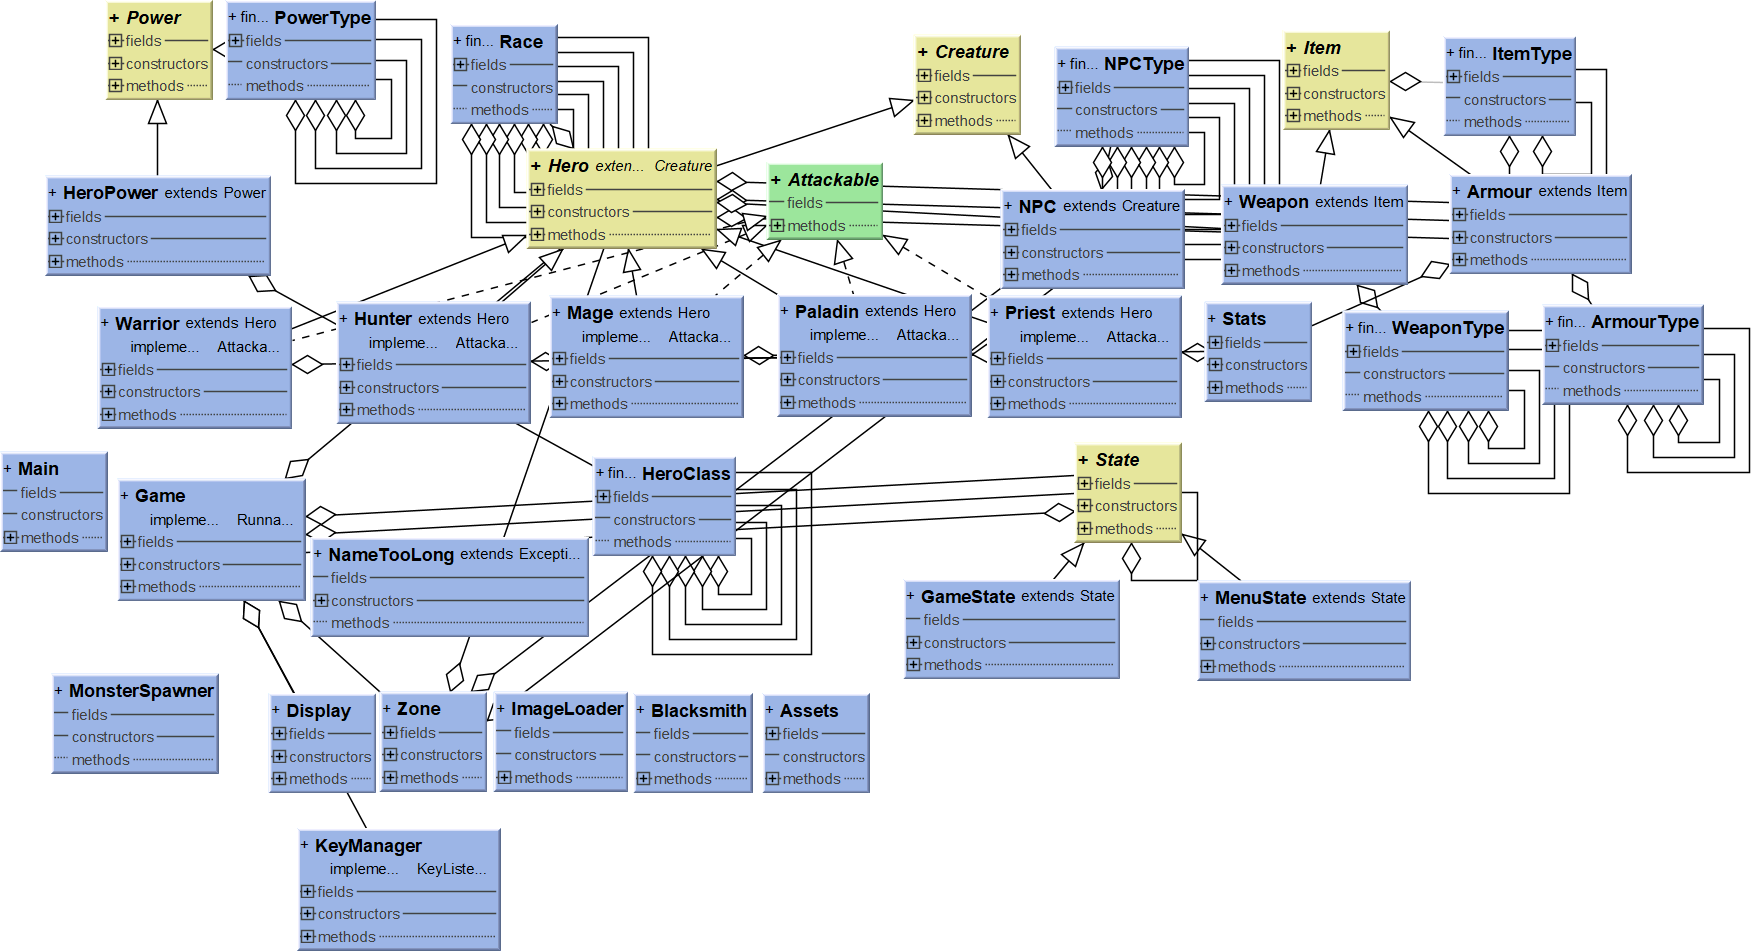 + Power
fields
constructors
methods
+ fin... PowerType
fields
constructors
methods
+ fin... Race
fields
constructors
methods
+ Creature
fields
constructors
methods
+ fin... NPCType
fields
constructors
methods
+ Item
fields
constructors
methods
+ fin... ItemType
fields
constructors
methods
+ HeroPower extends Power
fields
constructors
methods
+ Hero exten... Creature
fields
constructors
methods
+ Attackable
fields
methods
+ NPC extends Creature
fields
constructors
methods
+ Weapon extends Item
fields
constructors
methods
+ Armour extends Item
fields
constructors
methods
+ Warrior extends Hero
impleme... Attacka...
fields
constructors
methods
+ Hunter extends Hero
impleme... Attacka...
fields
constructors
methods
+ Mage extends Hero
impleme... Attacka...
fields
constructors
methods
+ Paladin extends Hero
impleme... Attacka...
fields
constructors
methods
+ Priest extends Hero
impleme... Attacka...
fields
constructors
methods
+ Stats
fields
constructors
methods
+ fin... WeaponType
fields
constructors
methods
+ fin... ArmourType
fields
constructors
methods
+ Main
fields
constructors
methods
+ Game
impleme... Runna...
fields
constructors
methods
+ NameTooLong extends Excepti...
fields
constructors
methods
+ fin... HeroClass
fields
constructors
methods
+ State
fields
constructors
methods
+ GameState extends State
fields
constructors
methods
+ MenuState extends State
fields
constructors
methods
+ MonsterSpawner
fields
constructors
methods
+ Display
fields
constructors
methods
+ Zone
fields
constructors
methods
+ ImageLoader
fields
constructors
methods
+ Blacksmith
fields
constructors
methods
+ Assets
fields
constructors
methods
+ KeyManager
impleme... KeyListe...
fields
constructors
methods